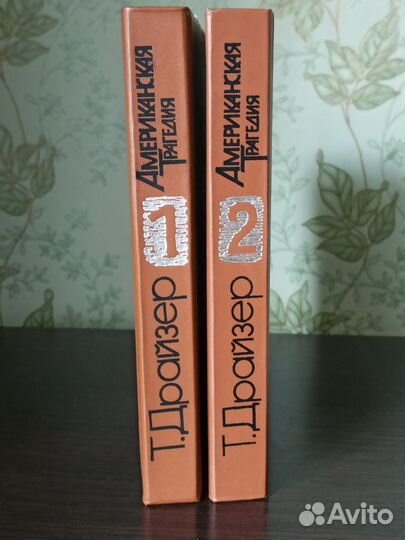 Т.Драйзер
1
Американская
Трагедия
Т.Драйзер
2
Американская
Трагедия
Avito